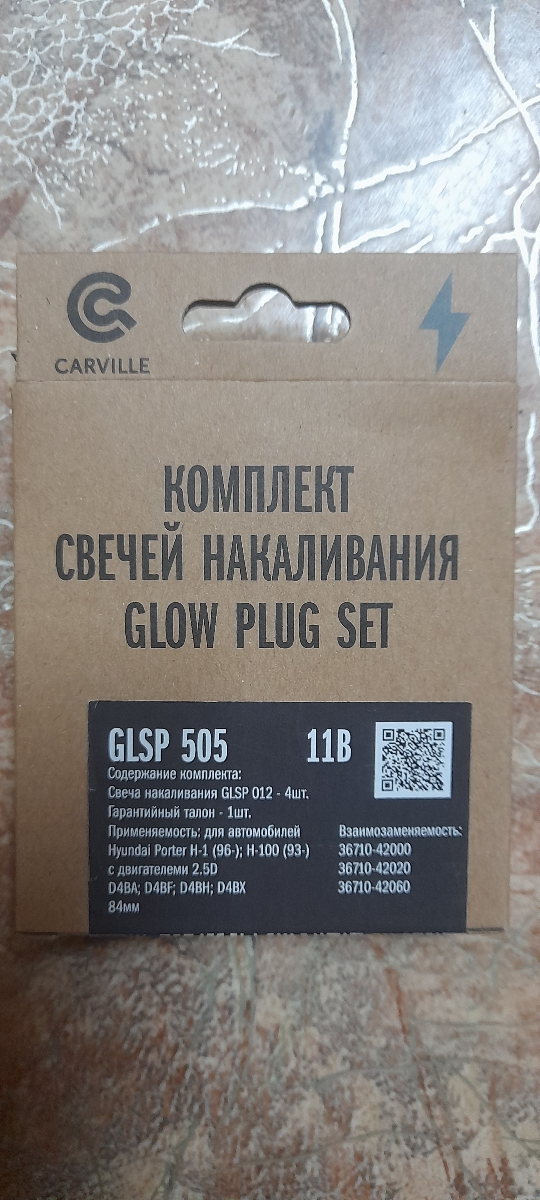 CARVILLE
КОМПЛЕКТ
СВЕЧЕЙ НАКАЛИВАНИЯ
GLOW PLUG SET
GLSP 505 11В
Содержание комплекта:
Свеча накаливания GLSP 012 - 4шт.
Гарантийный талон - 1шт.
Применяемость: для автомобилей
Hyundai Porter H-1 (96-); H-100 (93-)
с двигателеми 2.5D
D4BA; D4BF; D4BH; D4BX
84мм
Взаимозаменяемость:
36710-42000
36710-42020
36710-42060